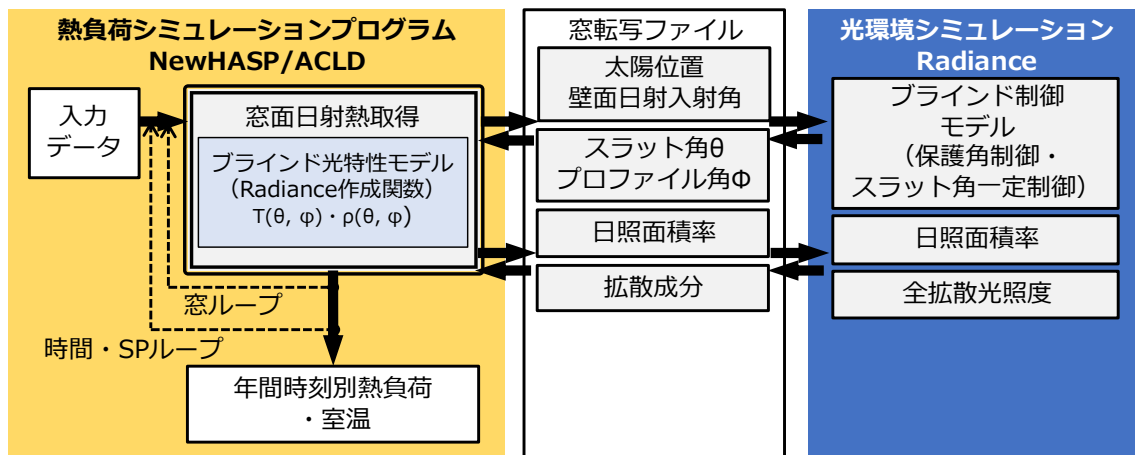 熱負荷シミュレーションプログラム
NewHASP/ACLD
入力
データ
窓面日射熱取得
ブラインド光特性モデル
（Radiance作成関数）
T(θ, φ)・ρ(θ, φ)
窓ループ
時間・SPループ
年間時刻別熱負荷
・室温
窓転写ファイル
太陽位置
壁面日射入射角
スラット角θ
プロファイル角Φ
日照面積率
拡散成分
光環境シミュレーション
Radiance
ブラインド制御
モデル
（保護角制御・
スラット角一定制御）
日照面積率
全拡散光照度